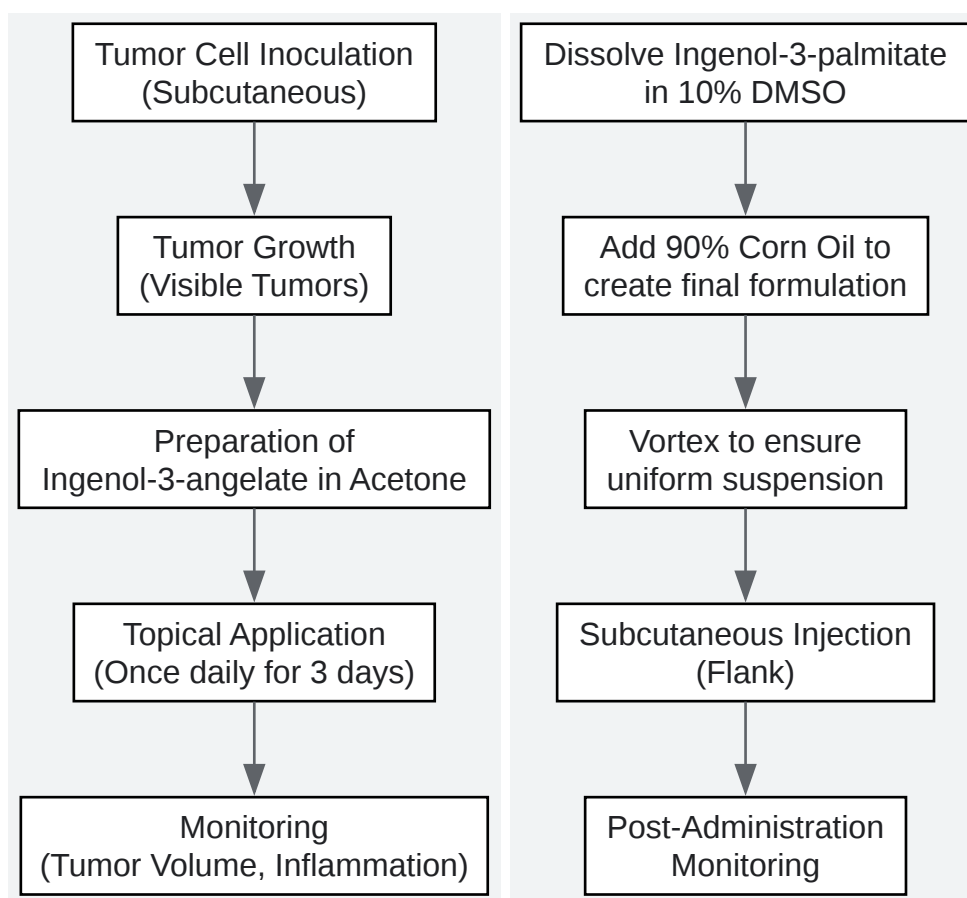 Tumor Cell Inoculation
(Subcutaneous)
Tumor Growth
(Visible Tumors)
Preparation of
Ingenol-3-angelate in Acetone
Topical Application
(Once daily for 3 days)
Monitoring
(Tumor Volume, Inflammation)
Dissolve Ingenol-3-palmitate
in 10% DMSO
Add 90% Corn Oil to
create final formulation
Vortex to ensure
uniform suspension
Subcutaneous Injection
(Flank)
Post-Administration
Monitoring